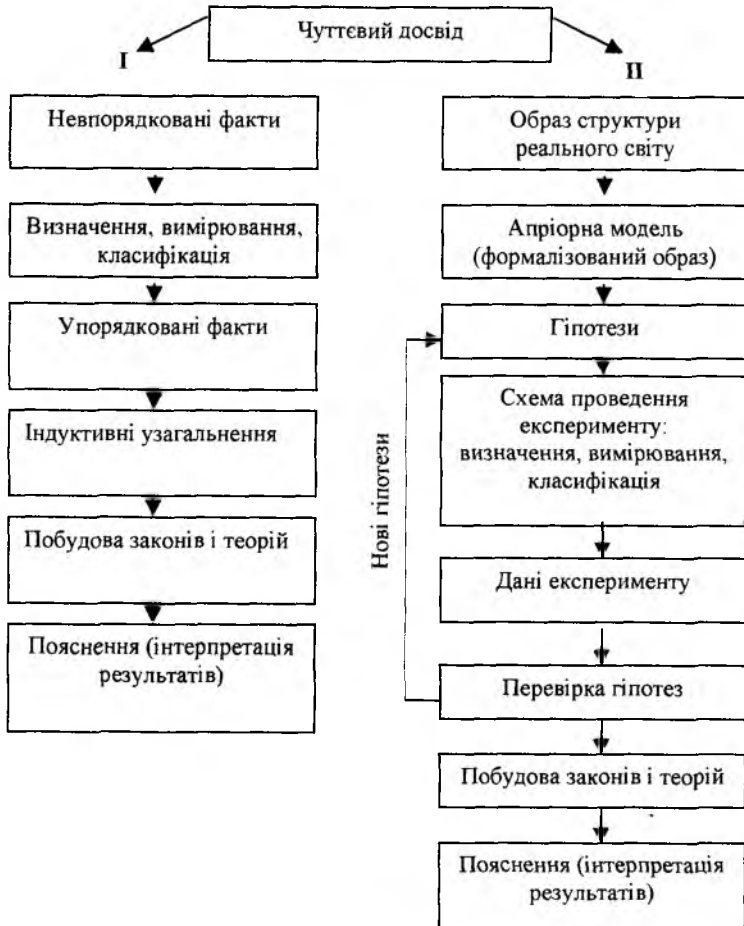 Чуттєвий досвід
I
II
Невпорядковані факти
Визначення, вимірювання,
класифікація
Упорядковані факти
Індуктивні узагальнення
Побудова законів і теорій
Пояснення (інтерпретація
результатів)
Образ структури
реального світу
Апріорна модель
(формалізований образ)
Гіпотези
Схема проведення
експерименту:
визначення, вимірювання,
класифікація
Нові гіпотези
Дані експерименту
Перевірка гіпотез
Побудова законів і теорій
Пояснення (інтерпретація
результатів)